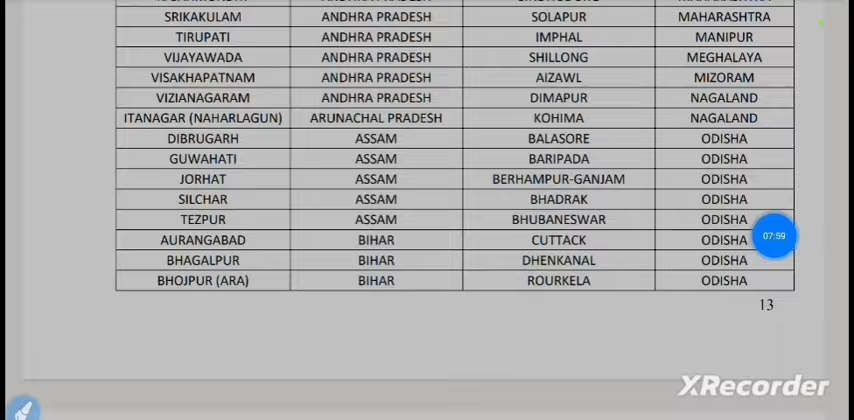 SRIKAKULAM ANDHRA PRADESH SOLAPUR MAHARASHTRA
TIRUPATI ANDHRA PRADESH IMPHAL MANIPUR
VIJAYAWADA ANDHRA PRADESH SHILLONG MEGHALAYA
VISAKHAPATNAM ANDHRA PRADESH AIZAWL MIZORAM
VIZIANAGARAM ANDHRA PRADESH DIMAPUR NAGALAND
ITANAGAR (NAHARLAGUN) ARUNACHAL PRADESH KOHIMA NAGALAND
DIBRUGARH ASSAM BALASORE ODISHA
GUWAHATI ASSAM BARIPADA ODISHA
JORHAT ASSAM BERHAMPUR-GANJAM ODISHA
SILCHAR ASSAM BHADRAK ODISHA
TEZPUR ASSAM BHUBANESWAR ODISHA
AURANGABAD BIHAR CUTTACK ODISHA 07:59
BHAGALPUR BIHAR DHENKANAL ODISHA
BHOJPUR (ARA) BIHAR ROURKELA ODISHA
13
XRecorder